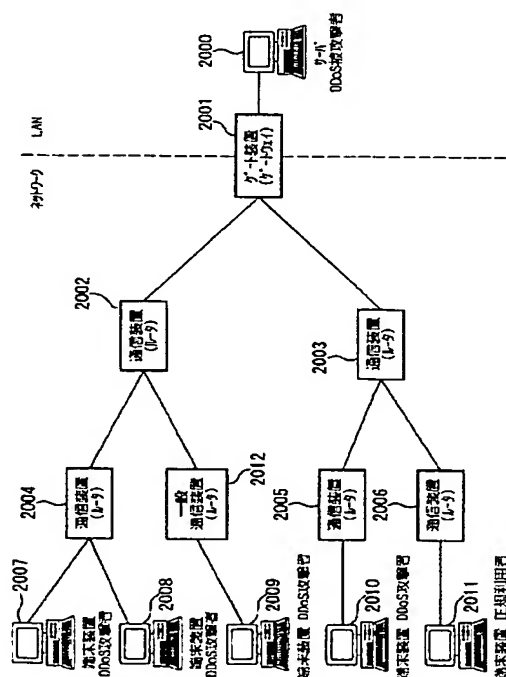 ネットワーク
LAN
2000
サーバ
DDoS被攻撃者
2001
ゲート装置
(ゲートウェイ)
2002
通信装置
(ルータ)
2003
通信装置
(ルータ)
2004
通信装置
(ルータ)
2012
一般
通信装置
(ルータ)
2005
通信装置
(ルータ)
2006
通信装置
(ルータ)
2007
端末装置
DDoS攻撃者
2008
端末装置
DDoS攻撃者
2009
端末装置 DDoS攻撃者
2010
端末装置 DDoS攻撃者
2011
端末装置 正規利用者